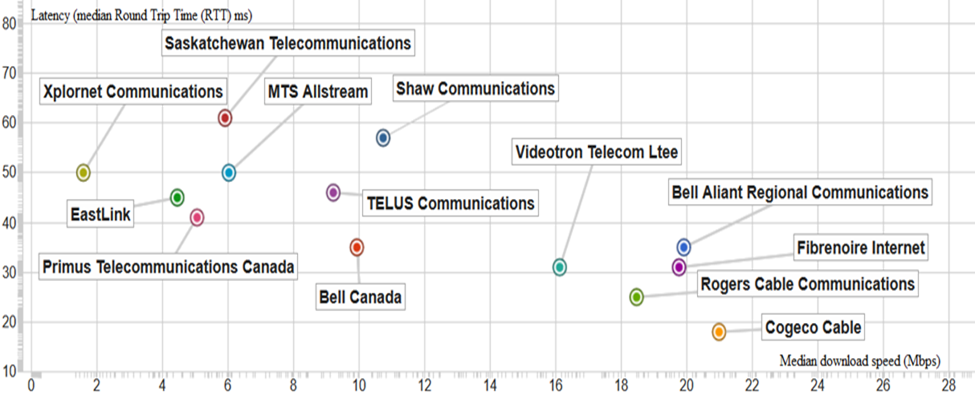 Latency (median Round Trip Time (RTT) ms)
80
Saskatchewan Telecommunications
70
Xplornet Communications
MTS Allstream
Shaw Communications
60
Videotron Telecom Ltee
50
Bell Aliant Regional Communications
TELUS Communications
EastLink
40
Fibrenoire Internet
Primus Telecommunications Canada
30
Rogers Cable Communications
Bell Canada
20
Cogeco Cable
Median download speed (Mbps)
10
0 2 4 6 8 10 12 14 16 18 20 22 24 26 28